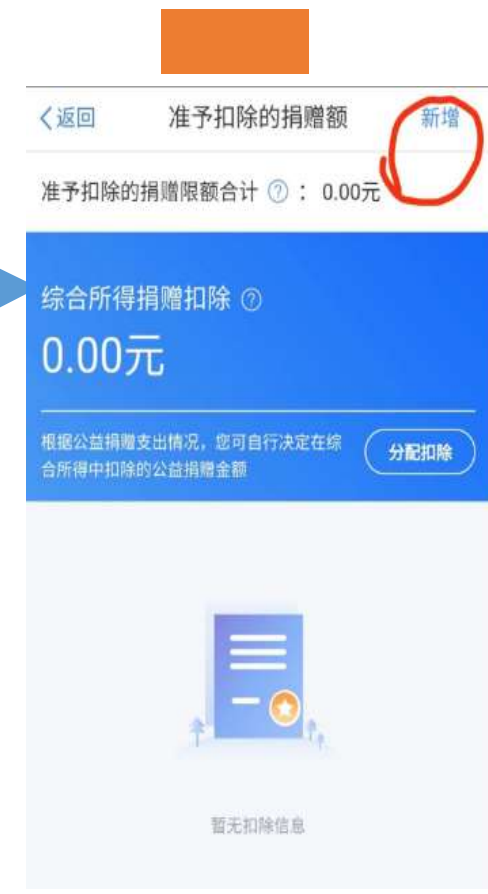 返回 准予扣除的捐赠额 新增
准予扣除的捐赠限额合计 ? ： 0.00元
综合所得捐赠扣除 ?
0.00元
根据公益捐赠支出情况，您可自行决定在综
合所得中扣除的公益捐赠金额
分配扣除
暂无扣除信息